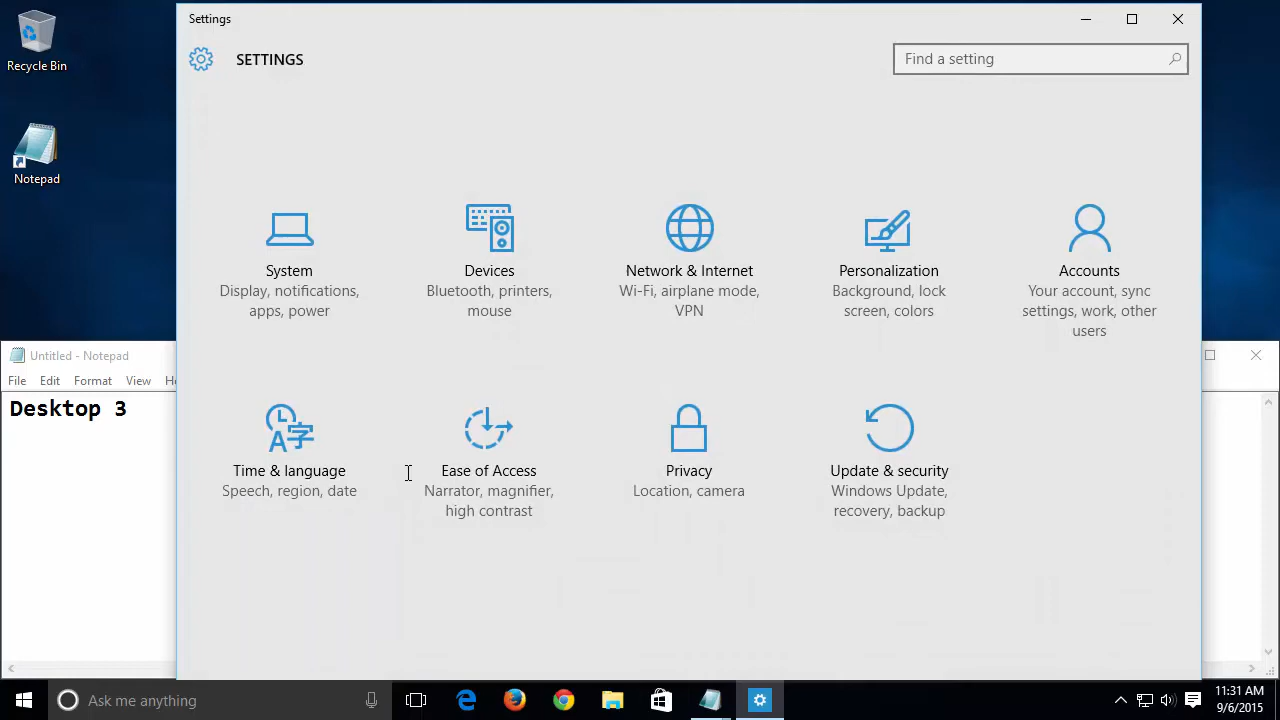 Recycle Bin
Notepad
Settings
SETTINGS
Find a setting
System
Display, notifications,
apps, power
Devices
Bluetooth, printers,
mouse
Network & Internet
Wi-Fi, airplane mode,
VPN
Personalization
Background, lock
screen, colors
Accounts
Your account, sync
settings, work, other
users
Time & language
Speech, region, date
Ease of Access
Narrator, magnifier,
high contrast
Privacy
Location, camera
Update & security
Windows Update,
recovery, backup
Untitled - Notepad
File Edit Format View He
Desktop 3
Ask me anything
11:31 AM
9/6/2015